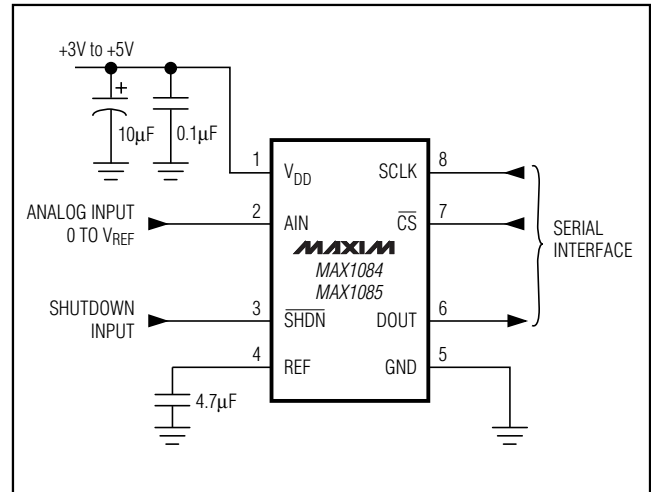 +3V to +5V
+
10μF
0.1μF
1
VDD
SCLK
8
ANALOG INPUT
0 TO VREF
2
AIN
CS
7
SERIAL
INTERFACE
MAXIM
MAX1084
MAX1085
SHUTDOWN
INPUT
3
SHDN
DOUT
6
4
REF
GND
5
4.7μF